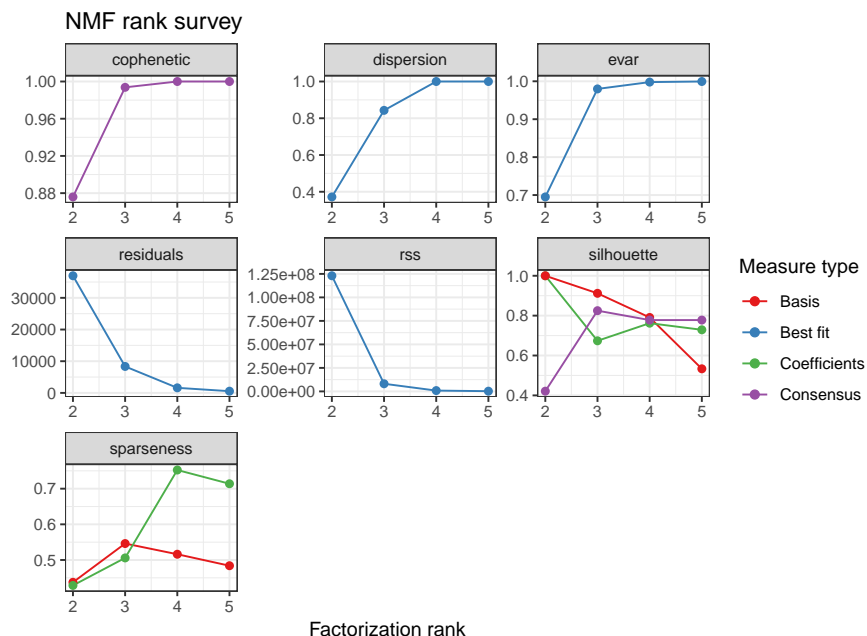 NMF rank survey
cophenetic
dispersion
evar
1.00
0.96
0.92
0.88
2 3 4 5
1.0
0.8
0.6
0.4
2 3 4 5
1.0
0.9
0.8
0.7
2 3 4 5
residuals
rss
silhouette
30000
20000
10000
0
2 3 4 5
1.25e+08
1.00e+08
7.50e+07
5.00e+07
2.50e+07
0.00e+00
2 3 4 5
1.0
0.8
0.6
0.4
2 3 4 5
Measure type
Basis
Best fit
Coefficients
Consensus
sparseness
0.7
0.6
0.5
2 3 4 5
Factorization rank